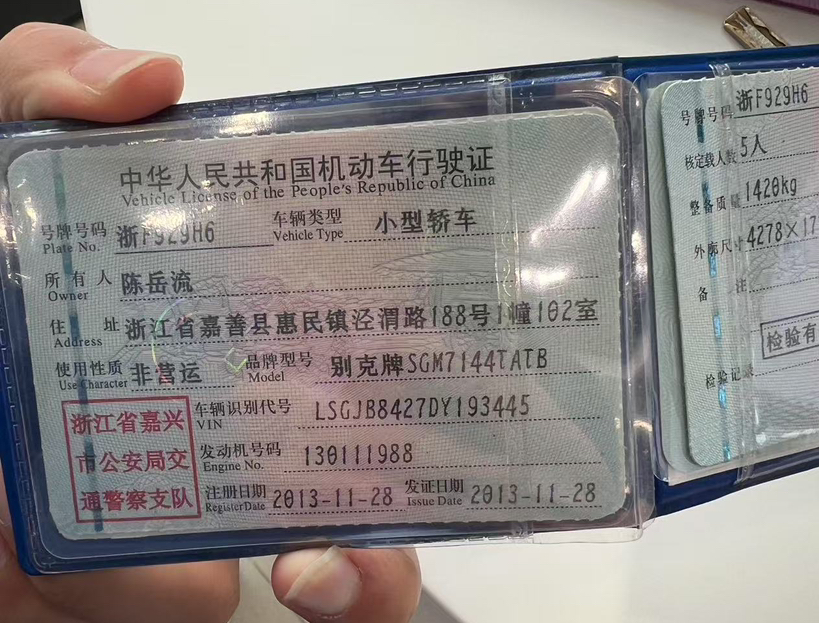 中华人民共和国机动车行驶证
Vehicle License of the People's Republic of China
号牌号码 浙F929H6 车辆类型 小型轿车
Plate No. Vehicle Type
所有人 陈岳流
Owner
住址 浙江省嘉善县惠民镇泾渭路188号1幢102室
Address
使用性质 非营运 品牌型号 别克牌SGM7144TATB
Use Character Model
浙江省嘉兴
市公安局交
通警察支队
车辆识别代号 LSGJB8427DY193445
VIN
发动机号码 130111988
Engine No.
注册日期 2013-11-28 发证日期 2013-11-28
Register Date Issue Date
号牌号码 浙F929H6
核定载人数 5人
整备质量 1420kg
外廓尺寸 4278×17
备注
检验有
检验记录